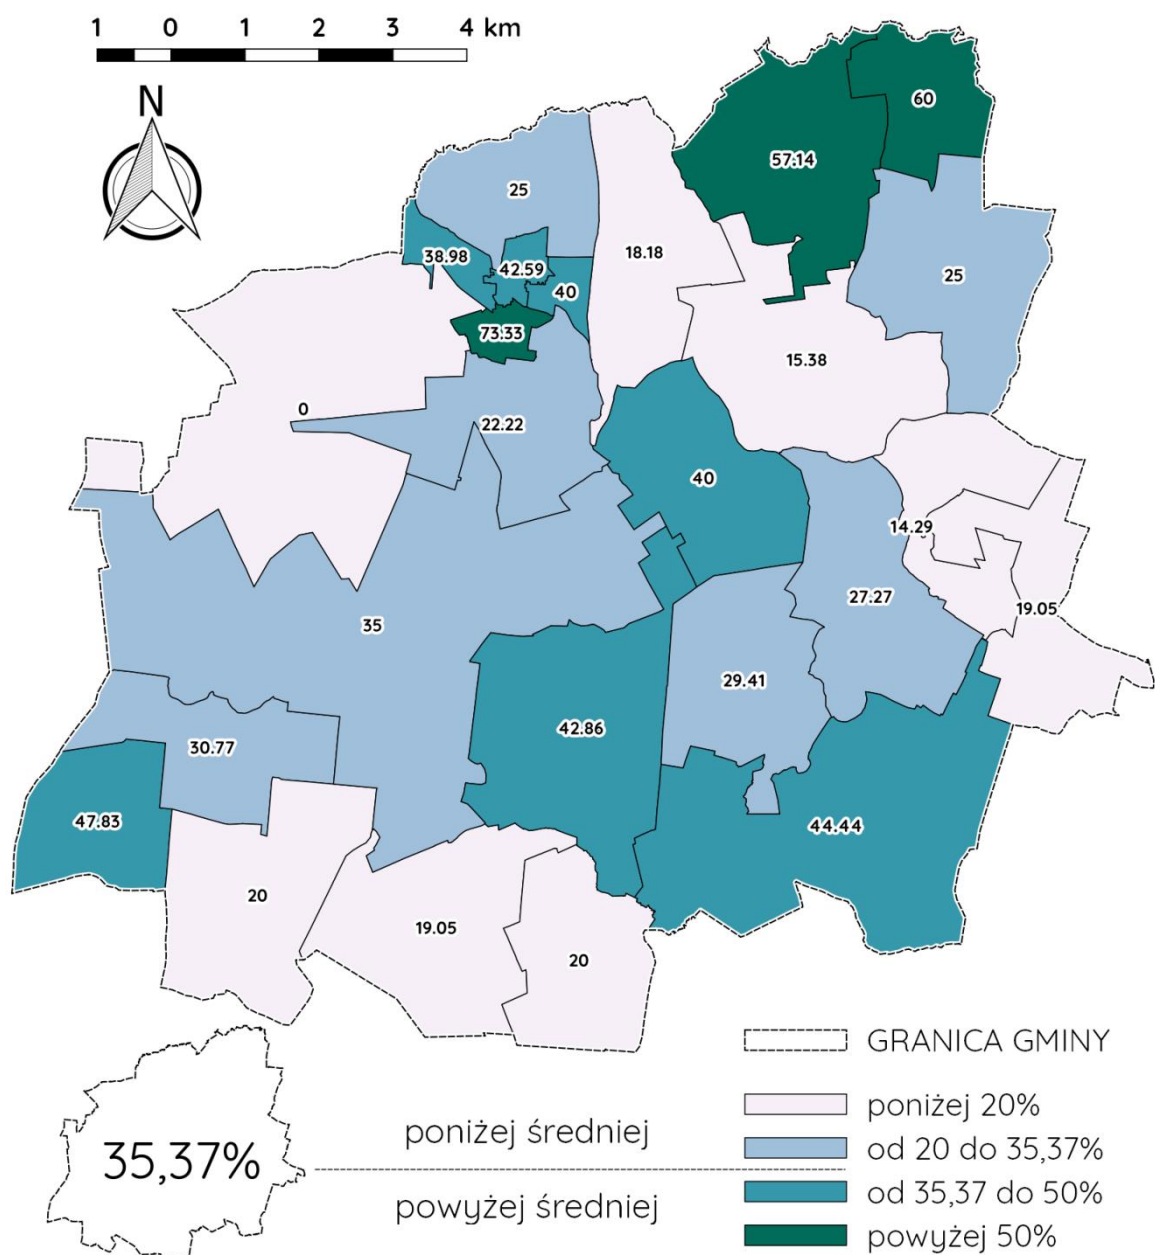 1 0 1 2 3 4 km
N
60
57.14
25
18.18
25
38.98
42.59
40
73.33
15.38
0
22.22
40
14.29
27.27
19.05
35
29.41
42.86
30.77
47.83
44.44
20
19.05
20
GRANICA GMINY
poniżej 20%
od 20 do 35,37%
od 35,37 do 50%
powyżej 50%
35,37%
poniżej średniej
powyżej średniej